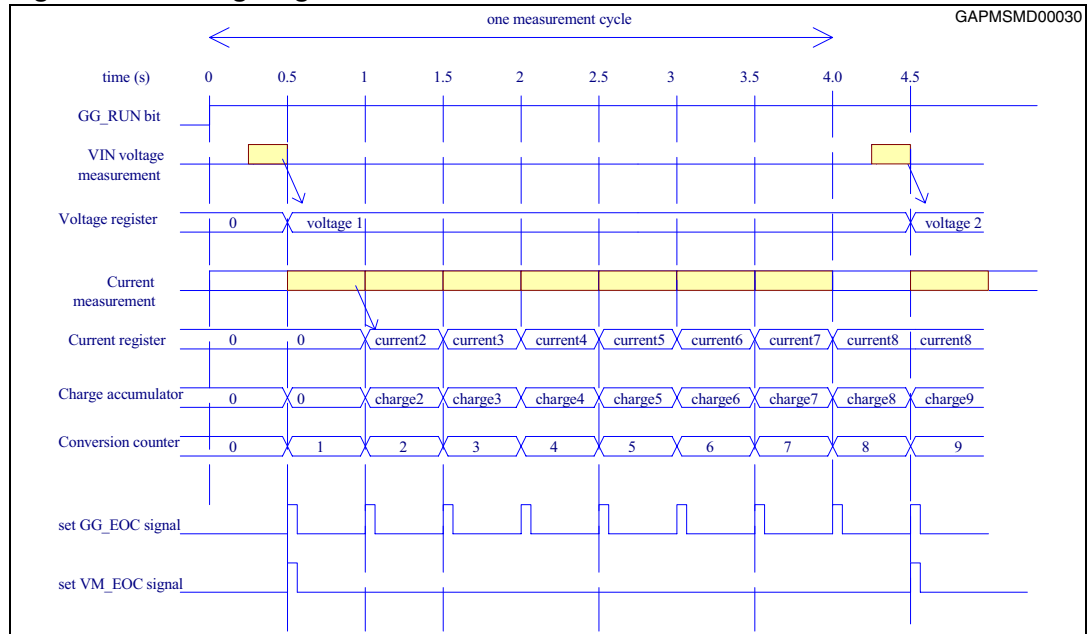 one measurement cycle
GAPMSMD00030
time (s) 0 0.5 1 1.5 2 2.5 3 3.5 4.0 4.5
GG_RUN bit
VIN voltage
measurement
Voltage register 0 voltage 1 voltage 2
Current
measurement
Current register 0 0 current2 current3 current4 current5 current6 current7 current8 current8
Charge accumulator 0 0 charge2 charge3 charge4 charge5 charge6 charge7 charge8 charge9
Conversion counter 0 1 2 3 4 5 6 7 8 9
set GG_EOC signal
set VM_EOC signal